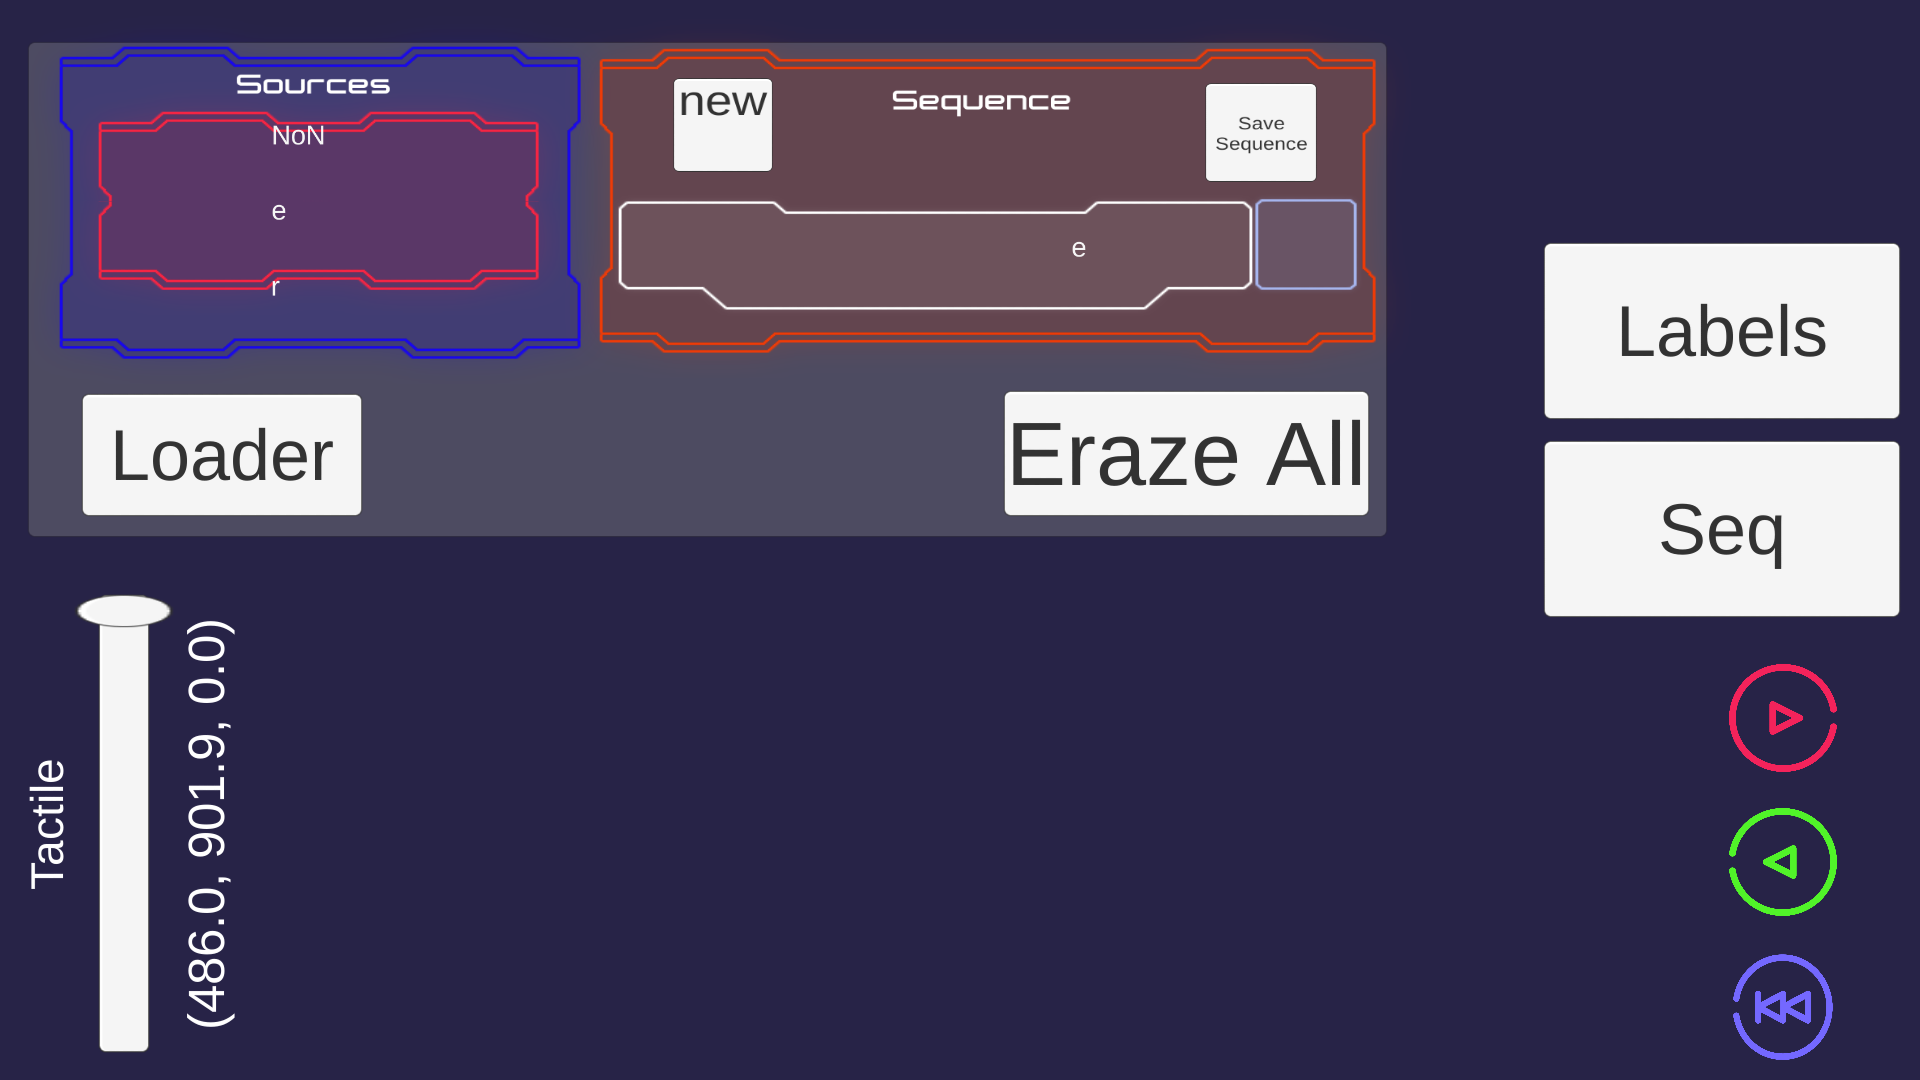 Sources
NoN
e
r
new
Sequence
Save
Sequence
e
Loader
Eraze All
Labels
Seq
Tactile
(486.0, 901.9, 0.0)